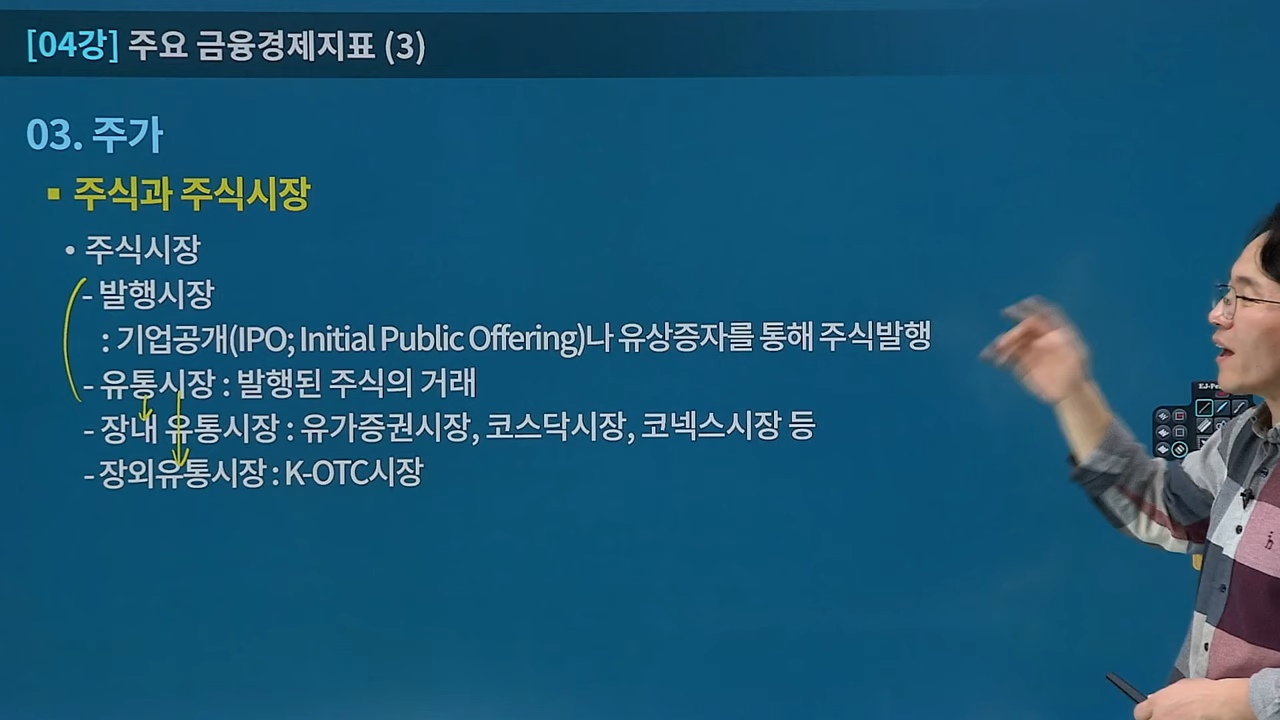 [04강] 주요 금융경제지표 (3)
03. 주가
▪ 주식과 주식시장
• 주식시장
- 발행시장
: 기업공개(IPO; Initial Public Offering)나 유상증자를 통해 주식발행
- 유통시장 : 발행된 주식의 거래
- 장내 유통시장 : 유가증권시장, 코스닥시장, 코넥스시장 등
- 장외유통시장 : K-OTC시장